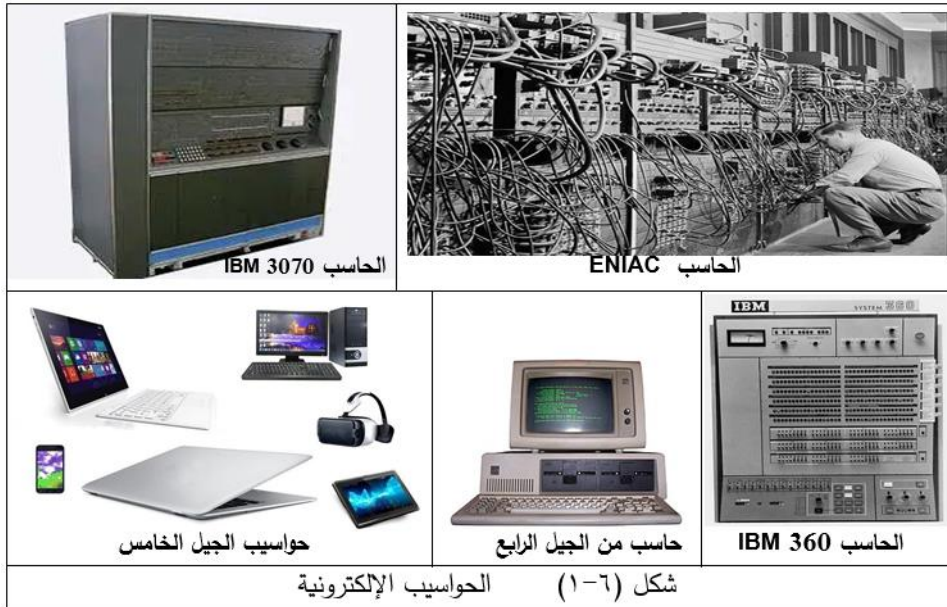 الحاسب ENIAC
الحاسب IBM 3070
IBM
SYSTEM 360
الحاسب IBM 360
حاسب من الجيل الرابع
حواسيب الجيل الخامس
شكل (٦-١) الحواسيب الإلكترونية